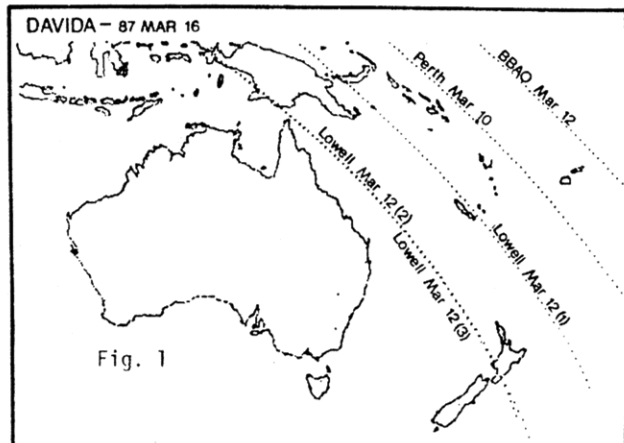 DAVIDA — 87 MAR 16
BBAO Mar 12
Perth Mar 10
Lowell Mar 12 (2)
Lowell Mar 12 (1)
Lowell Mar 12 (3)
Fig. 1